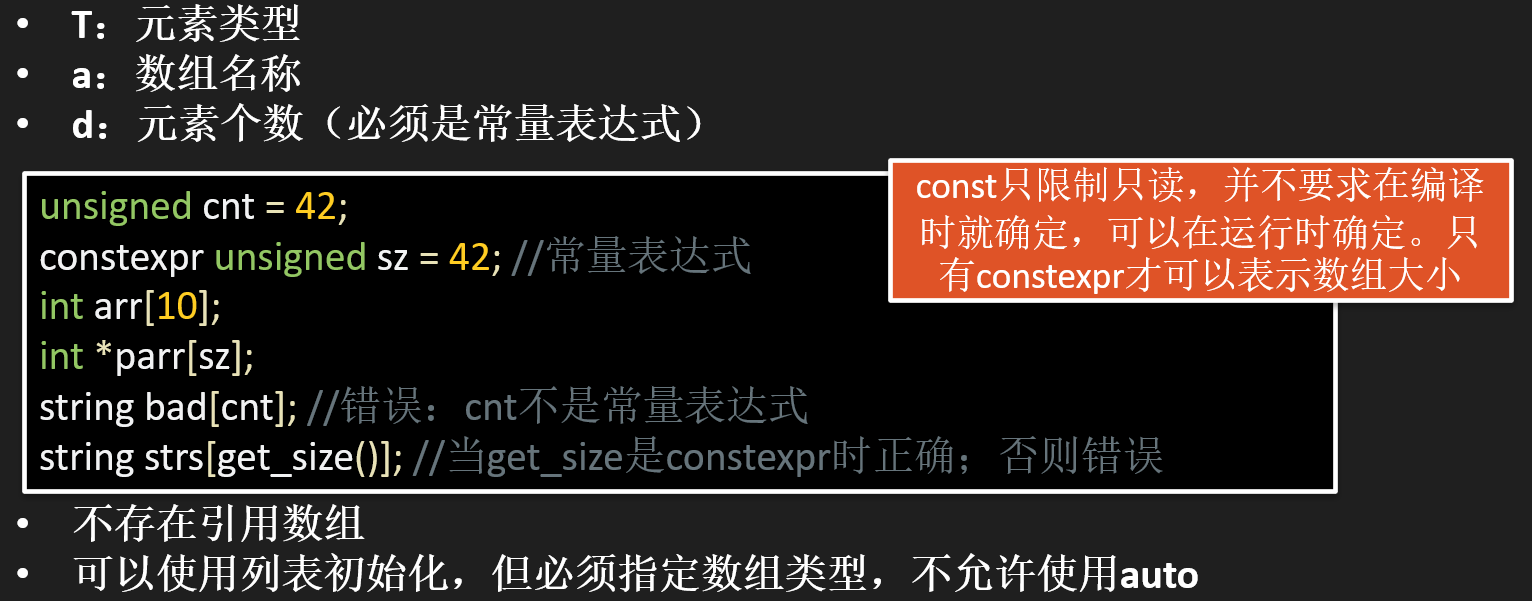 • T：元素类型
• a：数组名称
• d：元素个数（必须是常量表达式）
const只限制只读，并不要求在编译
时就确定，可以在运行时确定。只
有constexpr才可以表示数组大小
unsigned cnt = 42;
constexpr unsigned sz = 42; //常量表达式
int arr[10];
int *parr[sz];
string bad[cnt]; //错误：cnt不是常量表达式
string strs[get_size()]; //当get_size是constexpr时正确；否则错误
• 不存在引用数组
• 可以使用列表初始化，但必须指定数组类型，不允许使用auto